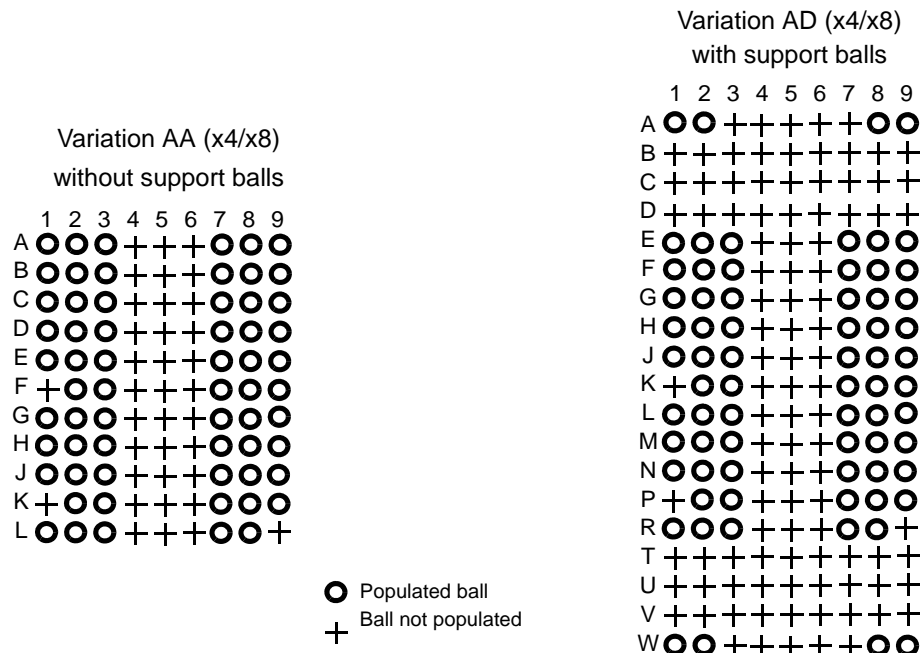 Variation AA (x4/x8)
without support balls
1 2 3 4 5 6 7 8 9
A
B
C
D
E
F
G
H
J
K
L
Populated ball
Ball not populated
Variation AD (x4/x8)
with support balls
1 2 3 4 5 6 7 8 9
A
B
C
D
E
F
G
H
J
K
L
M
N
P
R
T
U
V
W